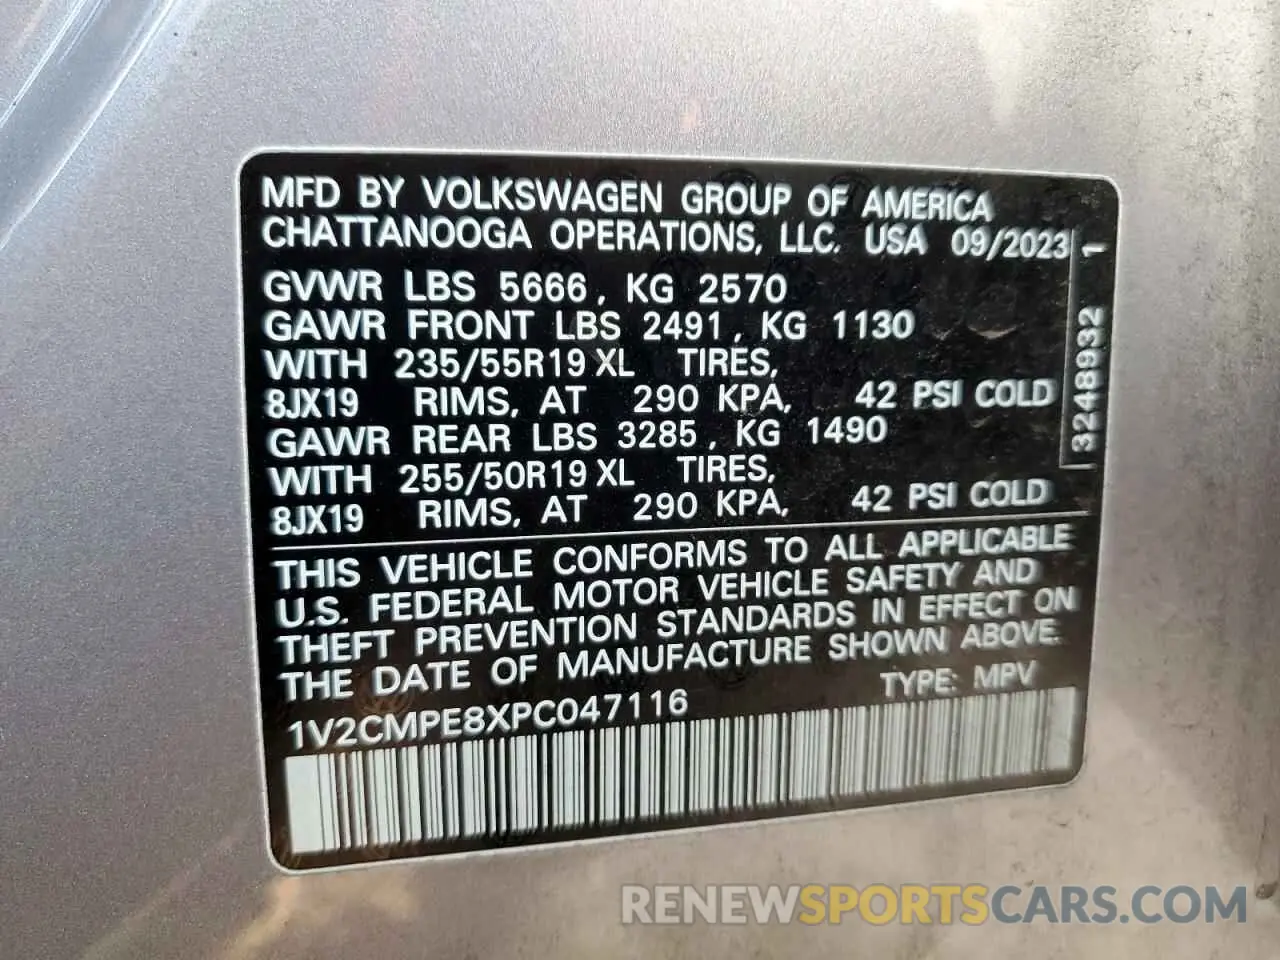 MFD BY VOLKSWAGEN GROUP OF AMERICA
CHATTANOOGA OPERATIONS, LLC. USA 09/2023
GVWR LBS 5666, KG 2570
GAWR FRONT LBS 2491, KG 1130
WITH 235/55R19 XL TIRES,
8JX19 RIMS, AT 290 KPA, 42 PSI COLD
GAWR REAR LBS 3285, KG 1490
WITH 255/50R19 XL TIRES,
8JX19 RIMS, AT 290 KPA, 42 PSI COLD
3248932 1
THIS VEHICLE CONFORMS TO ALL APPLICABLE
U.S. FEDERAL MOTOR VEHICLE SAFETY AND
THEFT PREVENTION STANDARDS IN EFFECT ON
THE DATE OF MANUFACTURE SHOWN ABOVE.
1V2CMPE8XPC047116 TYPE: MPV
RENEWSPORTSCARS.COM